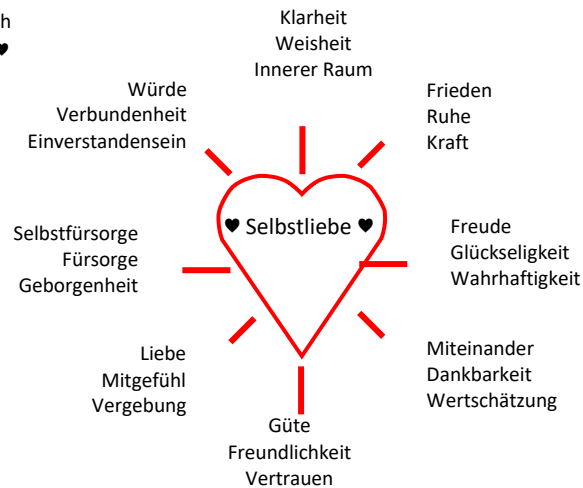 h
♥
Klarheit
Weisheit
Innerer Raum
Würde
Verbundenheit
Einverstandensein
Frieden
Ruhe
Kraft
♥ Selbstliebe ♥
Selbstfürsorge
Fürsorge
Geborgenheit
Freude
Glückseligkeit
Wahrhaftigkeit
Liebe
Mitgefühl
Vergebung
Miteinander
Dankbarkeit
Wertschätzung
Güte
Freundlichkeit
Vertrauen